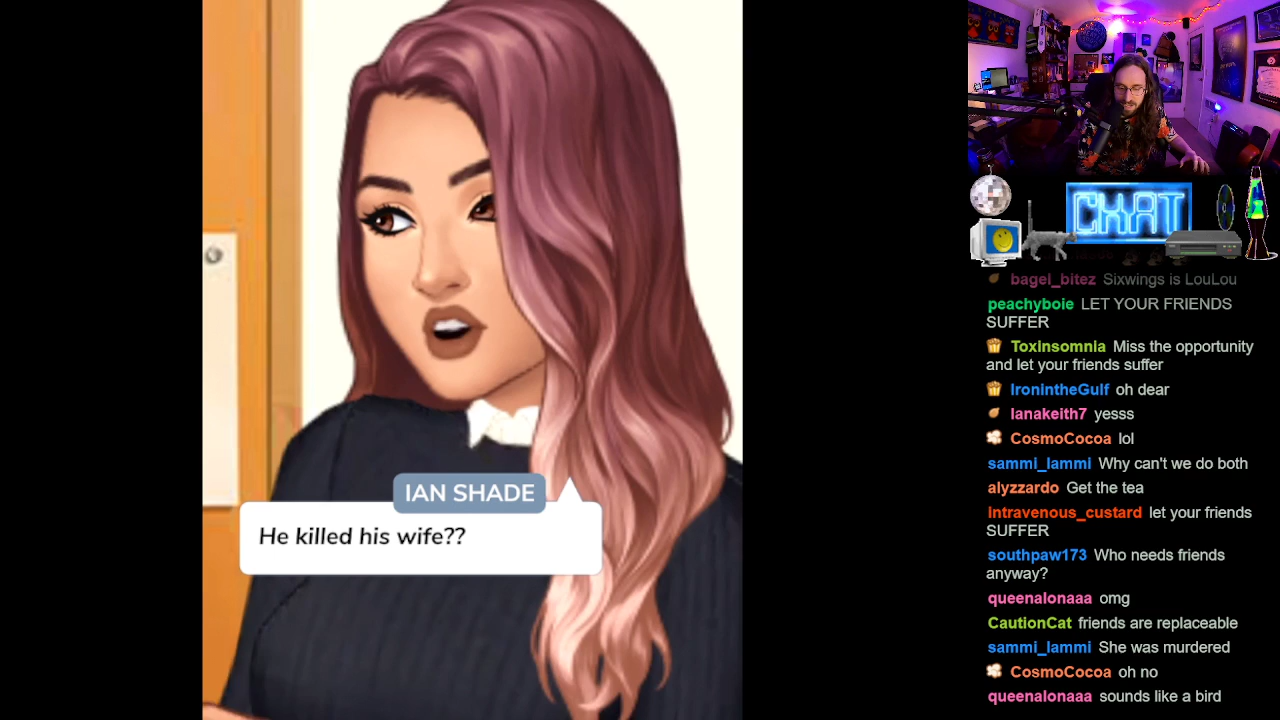 IAN SHADE
He killed his wife??
CHAT
bagel_bitez Sixwings is LouLou
peachyboie LET YOUR FRIENDS
SUFFER
ToxInsomnia Miss the opportunity
and let your friends suffer
IronintheGulf oh dear
lanakeith7 yesss
CosmoCocoa lol
sammi_lammi Why can't we do both
alyzzardo Get the tea
Intravenous_custard let your friends
SUFFER
southpaw173 Who needs friends
anyway?
queenalonaaa omg
CautionCat friends are replaceable
sammi_lammi She was murdered
CosmoCocoa oh no
queenalonaaa sounds like a bird